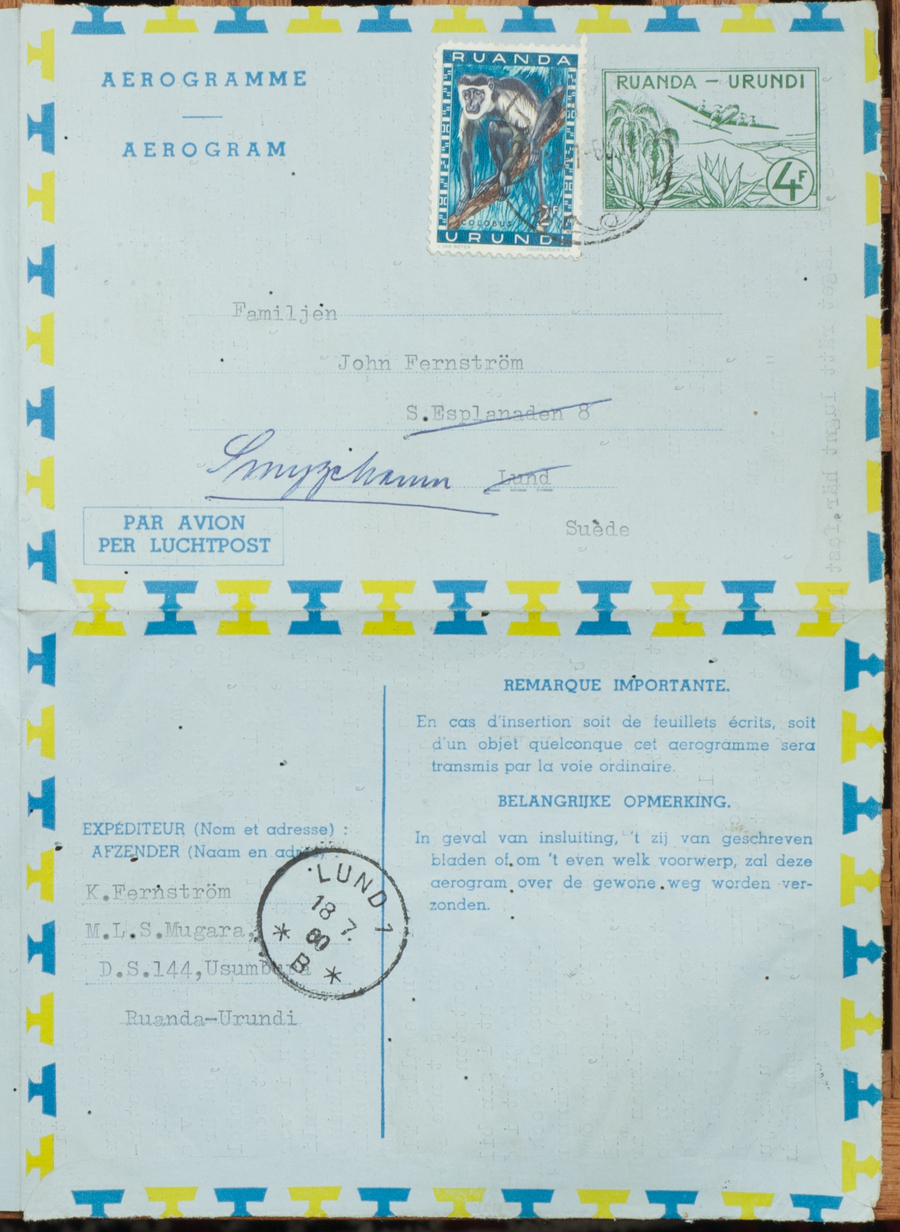 AEROGRAMME
AEROGRAM
RUANDA
COLOBUS
2F
URUNDI
RUANDA – URUNDI
4F
Familjen
John Fernström
S.Esplanaden 8
Lund
Suède
PAR AVION
PER LUCHTPOST
REMARQUE IMPORTANTE.
En cas d'insertion soit de feuillets écrits, soit
d'un objet quelconque cet aerogramme sera
transmis par la voie ordinaire.
BELANGRIJKE OPMERKING.
In geval van insluiting, 't zij van geschreven
bladen of om 't even welk voorwerp, zal deze
aerogram over de gewone weg worden ver-
zonden.
EXPÉDITEUR (Nom et adresse) :
AFZENDER (Naam en adres)
K.Fernström
M.L.S.Mugara,
D.S.144,Usumbura
Ruanda-Urundi
LUND 1
18 7.
60
* B *